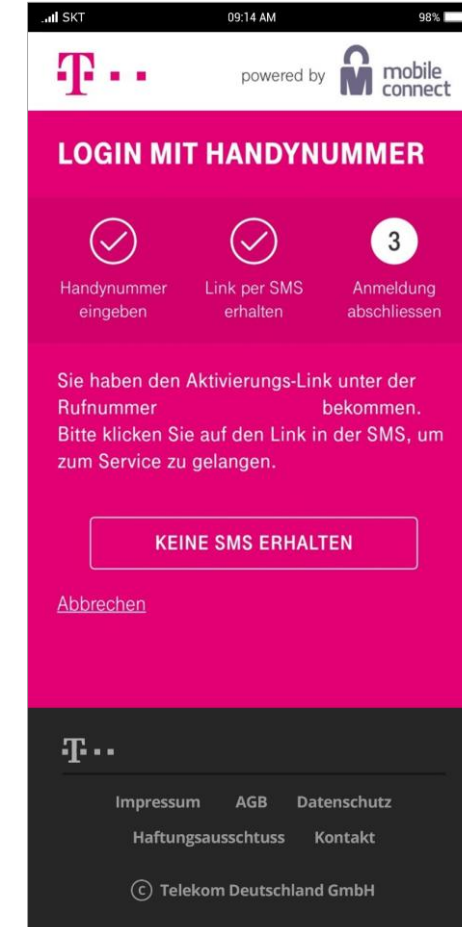 SKT 09:14 AM 98%
T
powered by mobile connect
LOGIN MIT HANDYNUMMER
3
Handynummer eingeben
Link per SMS erhalten
Anmeldung abschliessen
Sie haben den Aktivierungs-Link unter der
Rufnummer bekommen.
Bitte klicken Sie auf den Link in der SMS, um
zum Service zu gelangen.
KEINE SMS ERHALTEN
Abbrechen
T
Impressum AGB Datenschutz
Haftungsausschtuss Kontakt
© Telekom Deutschland GmbH